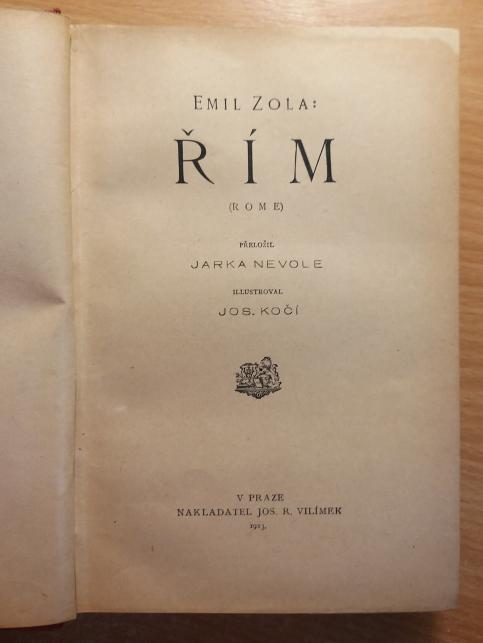 EMIL ZOLA:
ŘÍM
(ROME)
PŘELOŽIL
JARKA NEVOLE
ILLUSTROVAL
JOS. KOČÍ
V PRAZE
NAKLADATEL JOS. R. VILÍMEK
1913.